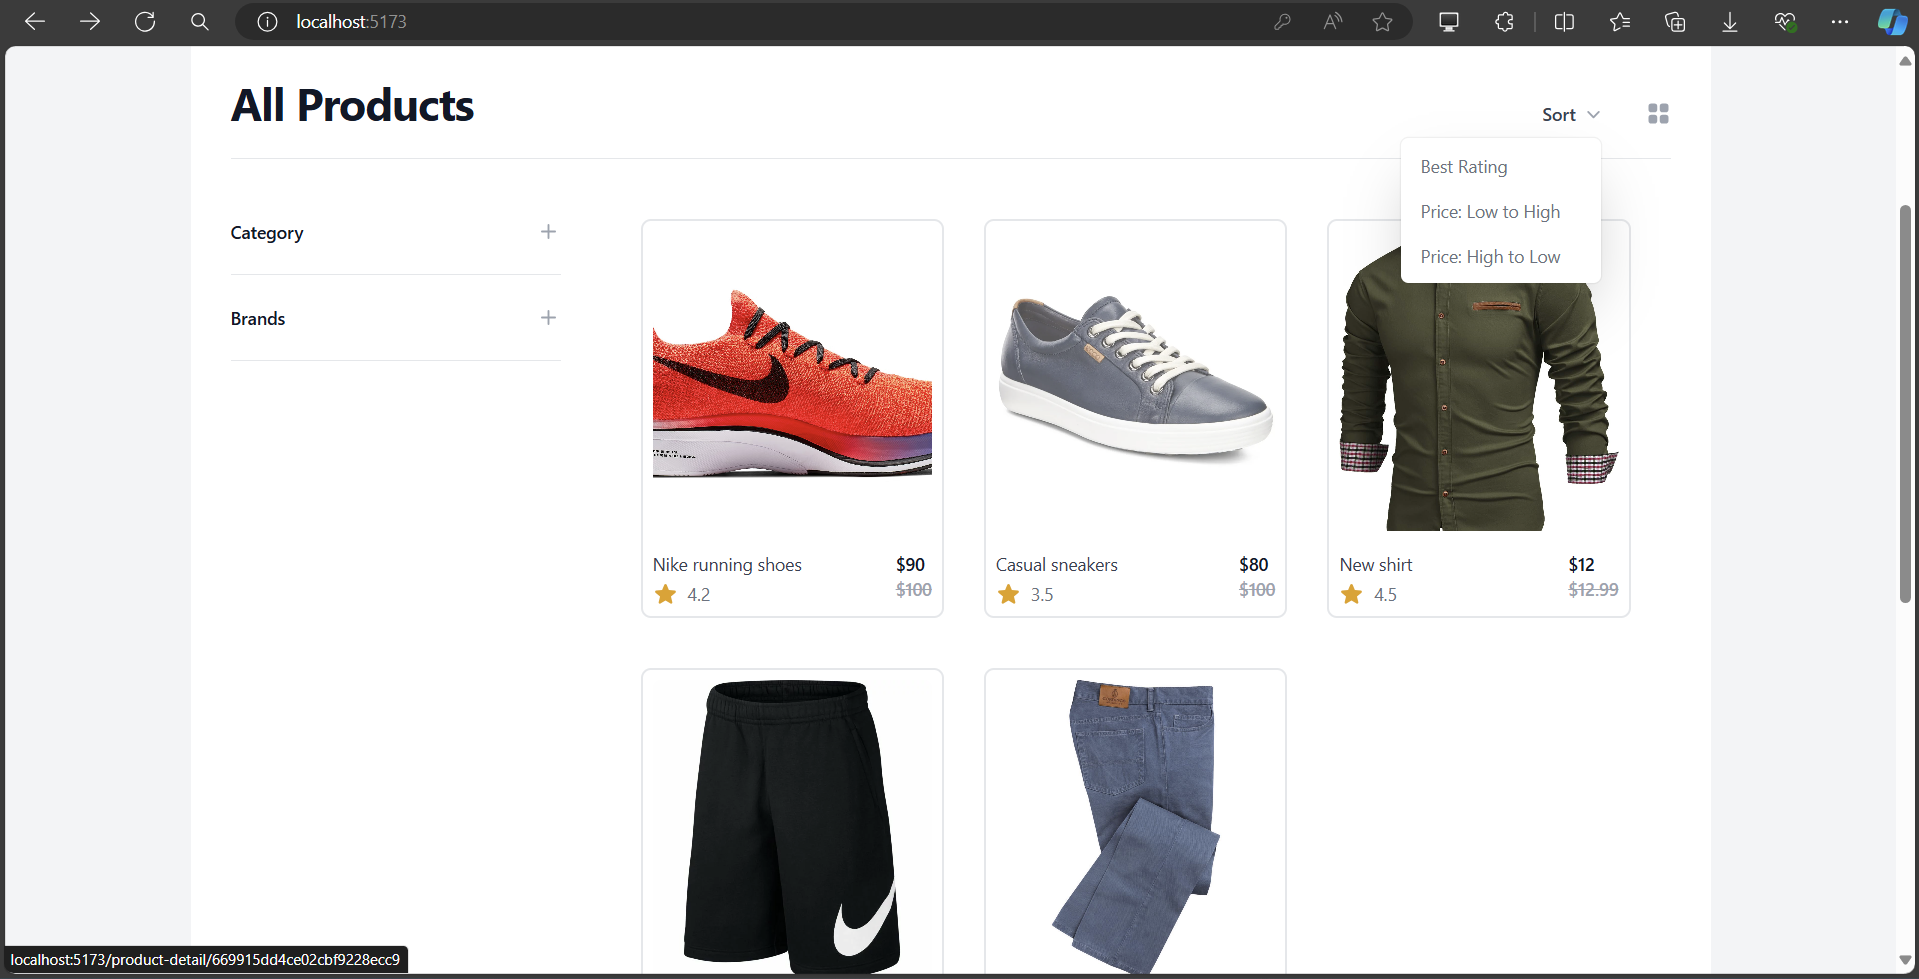 localhost:5173
All Products
Sort
Best Rating
Price: Low to High
Price: High to Low
Category
Brands
Nike running shoes
$90
4.2
$100
Casual sneakers
$80
3.5
$100
New shirt
$12
4.5
$12.99
localhost:5173/product-detail/669915dd4ce02cbf9228ecc9